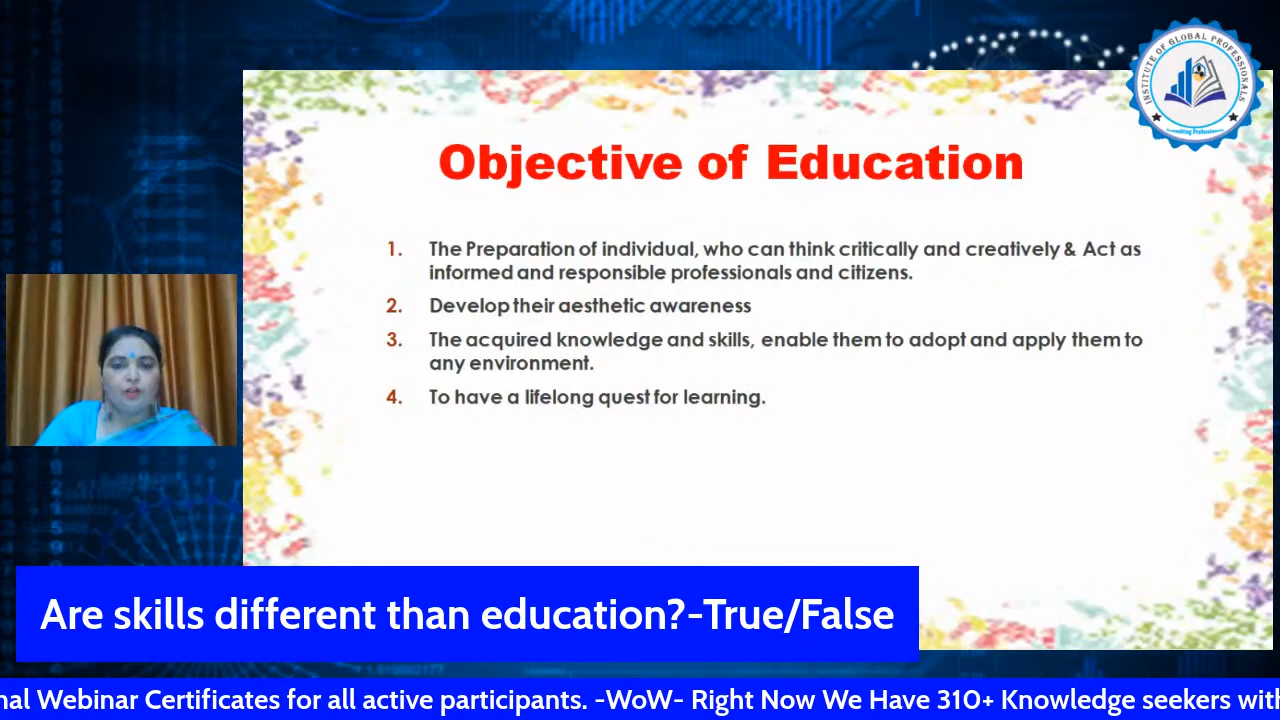 INSTITUTE OF GLOBAL PROFESSIONALS
Objective of Education
1. The Preparation of individual, who can think critically and creatively & Act as
informed and responsible professionals and citizens.
2. Develop their aesthetic awareness
3. The acquired knowledge and skills, enable them to adopt and apply them to
any environment.
4. To have a lifelong quest for learning.
Are skills different than education?-True/False
nal Webinar Certificates for all active participants. -WoW- Right Now We Have 310+ Knowledge seekers with